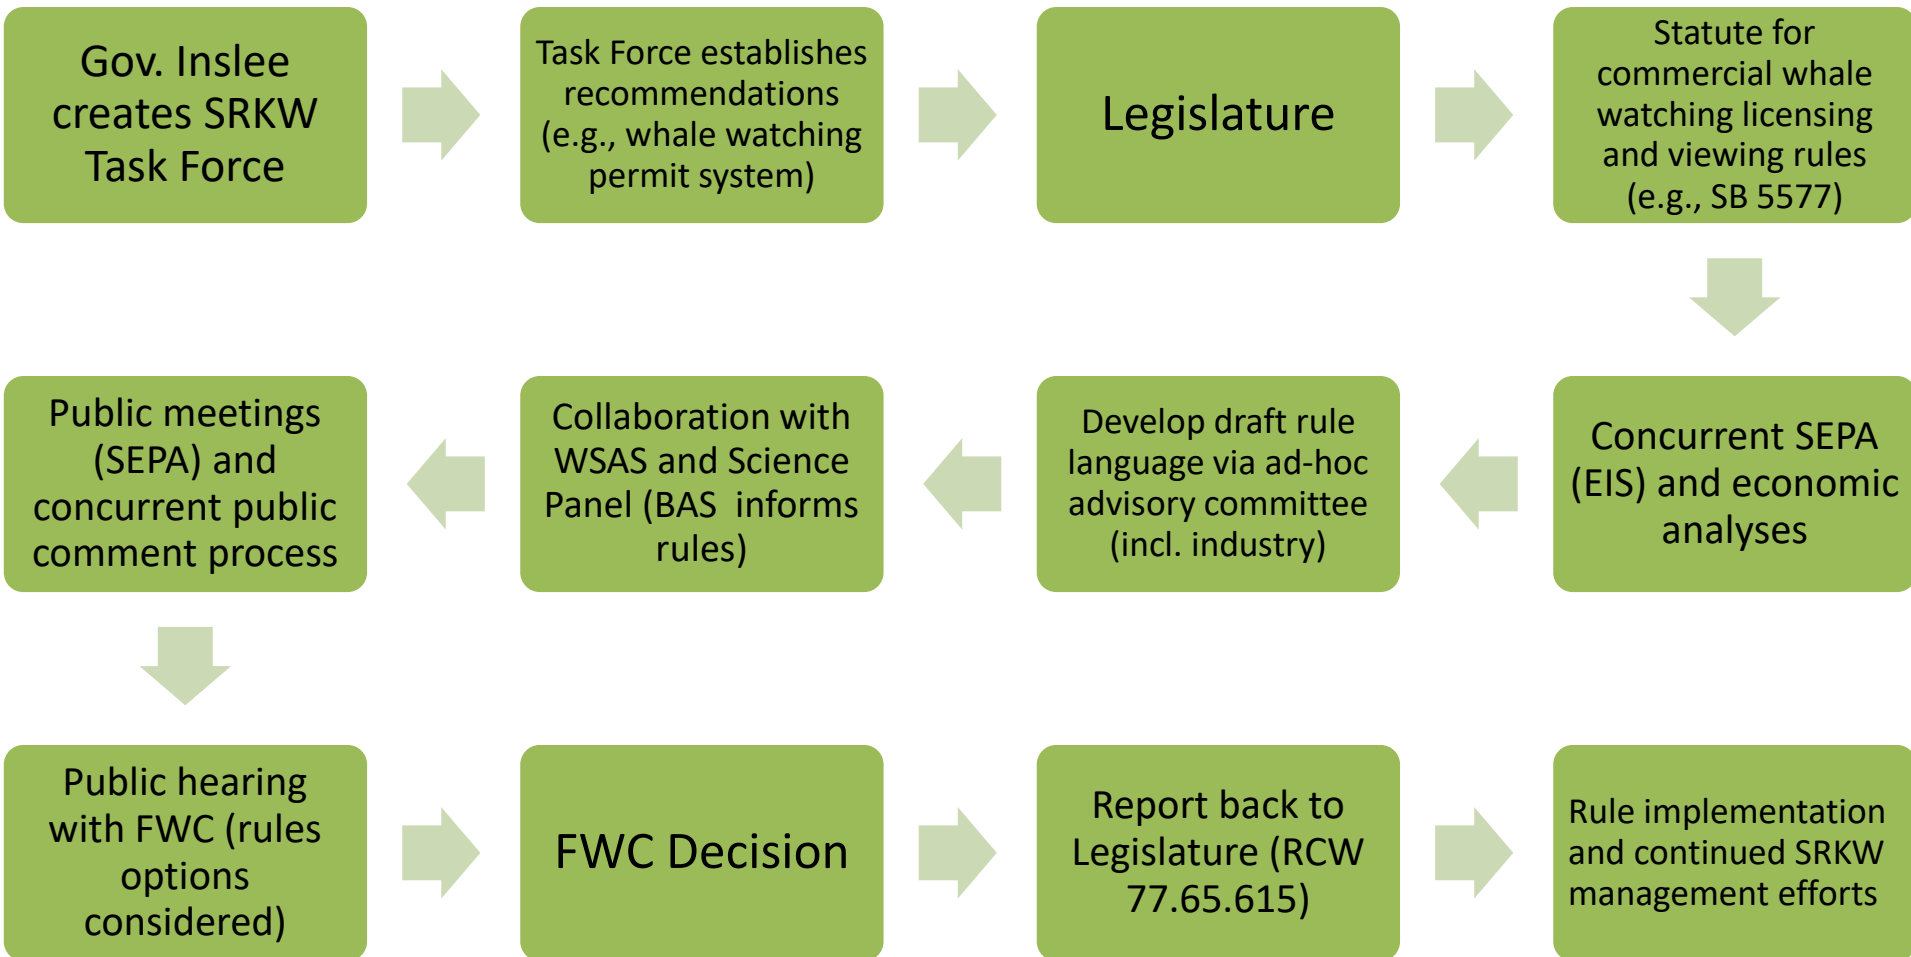 Gov. Inslee
creates SRKW
Task Force
Task Force establishes
recommendations
(e.g., whale watching
permit system)
Legislature
Statute for
commercial whale
watching licensing
and viewing rules
(e.g., SB 5577)
Concurrent SEPA
(EIS) and economic
analyses
Develop draft rule
language via ad-hoc
advisory committee
(incl. industry)
Collaboration with
WSAS and Science
Panel (BAS  informs
rules)
Public meetings
(SEPA) and
concurrent public
comment process
Public hearing
with FWC (rules
options
considered)
FWC Decision
Report back to
Legislature (RCW
77.65.615)
Rule implementation
and continued SRKW
management efforts